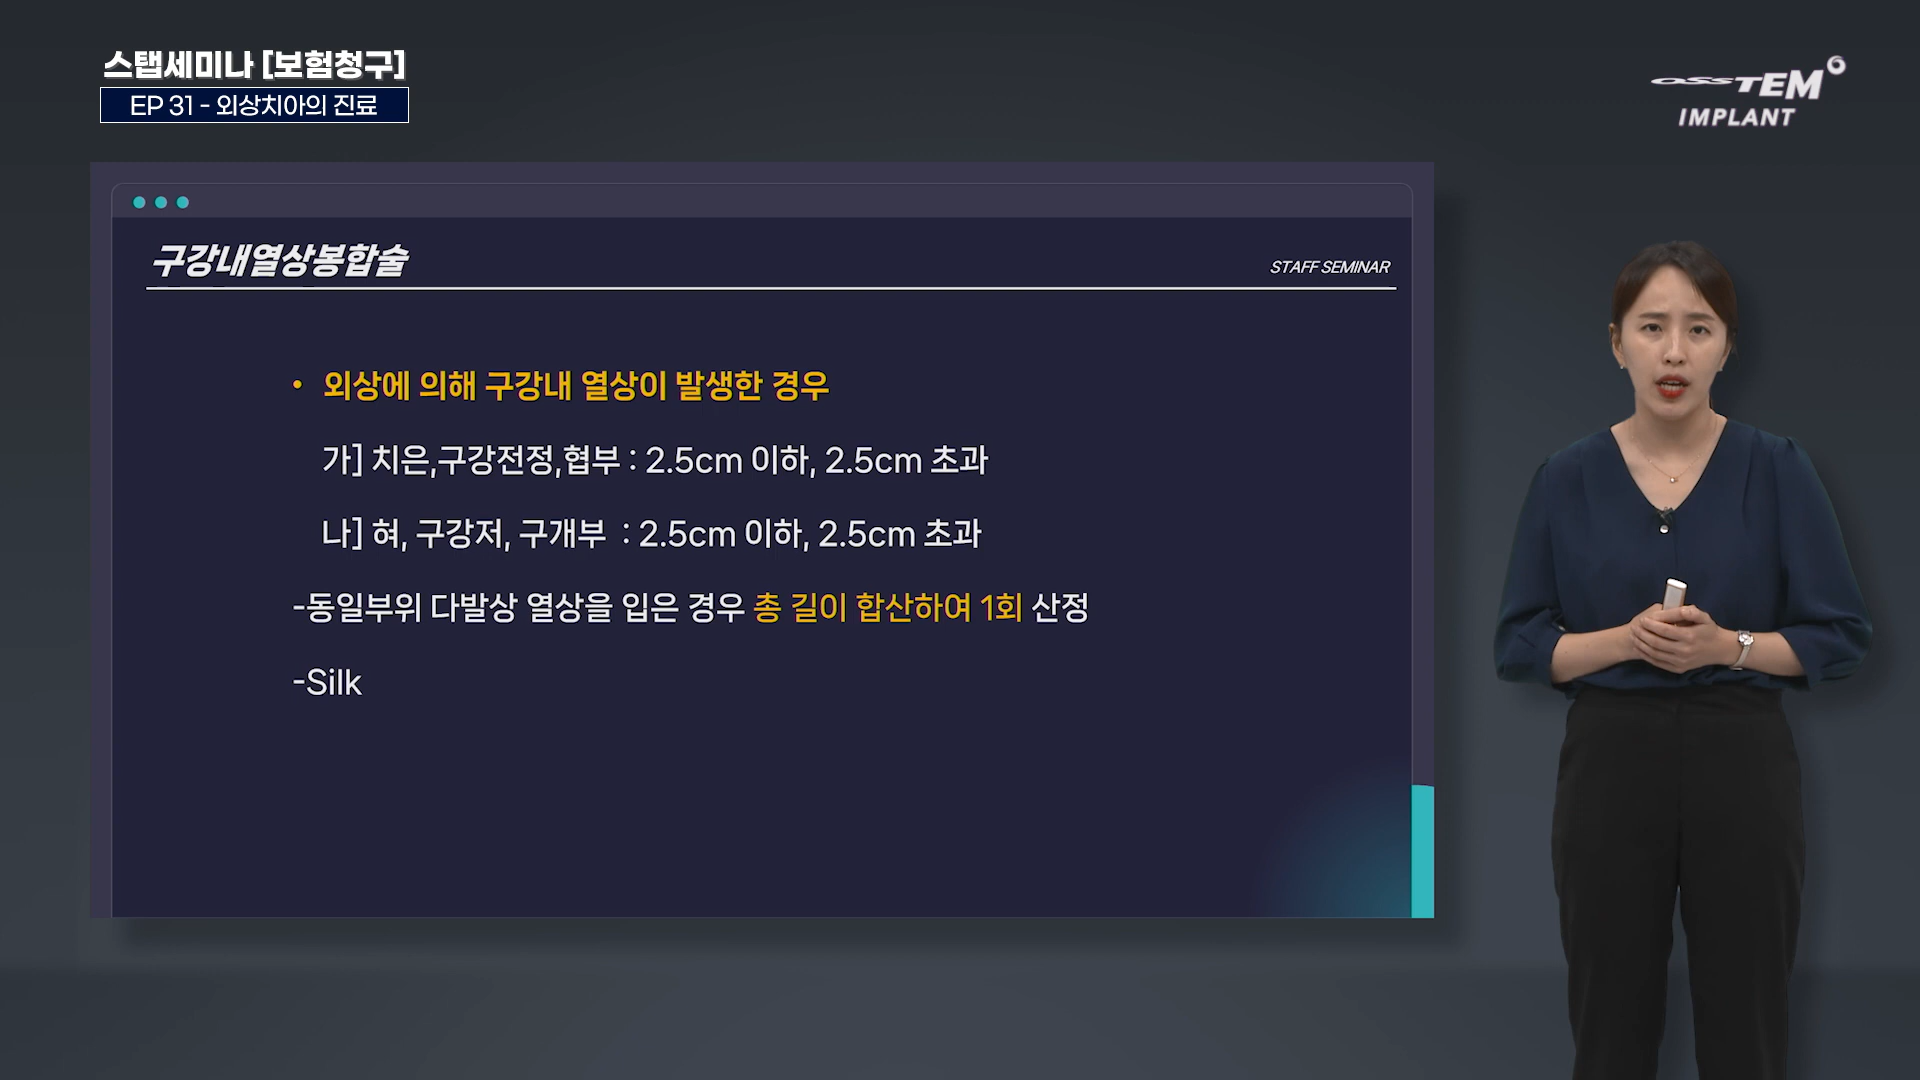 스탭세미나 [보험청구]
EP 31 - 외상치아의 진료
OSSTEM
IMPLANT
구강내열상봉합술
STAFF SEMINAR
• 외상에 의해 구강내 열상이 발생한 경우
가] 치은,구강전정,협부 : 2.5cm 이하, 2.5cm 초과
나] 혀, 구강저, 구개부 : 2.5cm 이하, 2.5cm 초과
-동일부위 다발상 열상을 입은 경우 총 길이 합산하여 1회 산정
-Silk